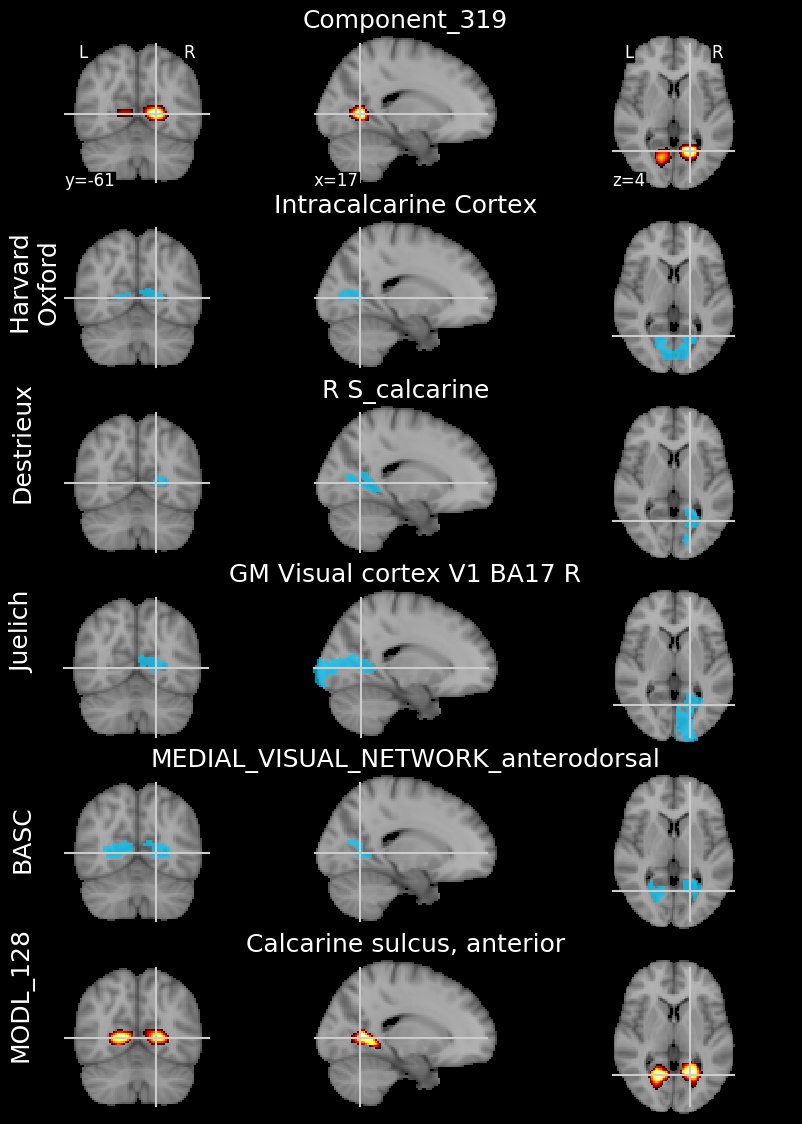 Component_319
L R
L R
y=-61
x=17
z=4
Intracalcarine Cortex
Harvard
Oxford
R S_calcarine
Destrieux
GM Visual cortex V1 BA17 R
Juelich
MEDIAL_VISUAL_NETWORK_anterodorsal
BASC
Calcarine sulcus, anterior
MODL_128